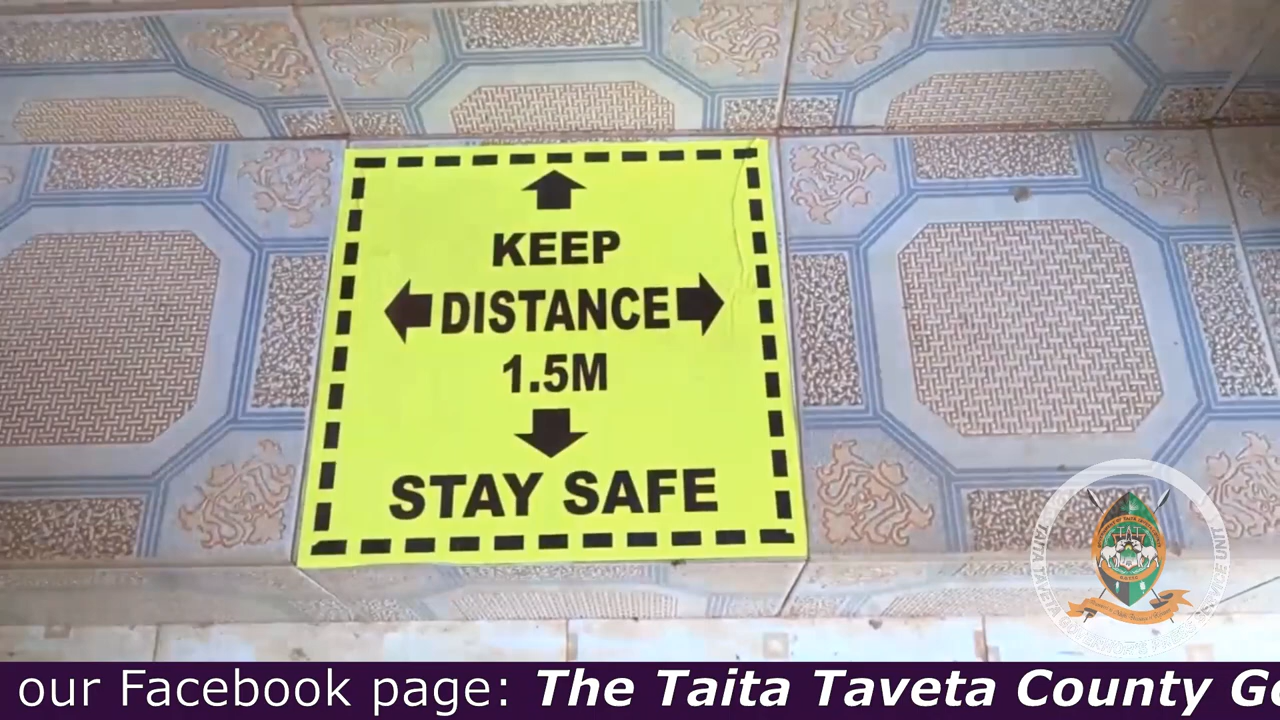 KEEP
DISTANCE
1.5M
STAY SAFE
our Facebook page: The Taita Taveta County Go